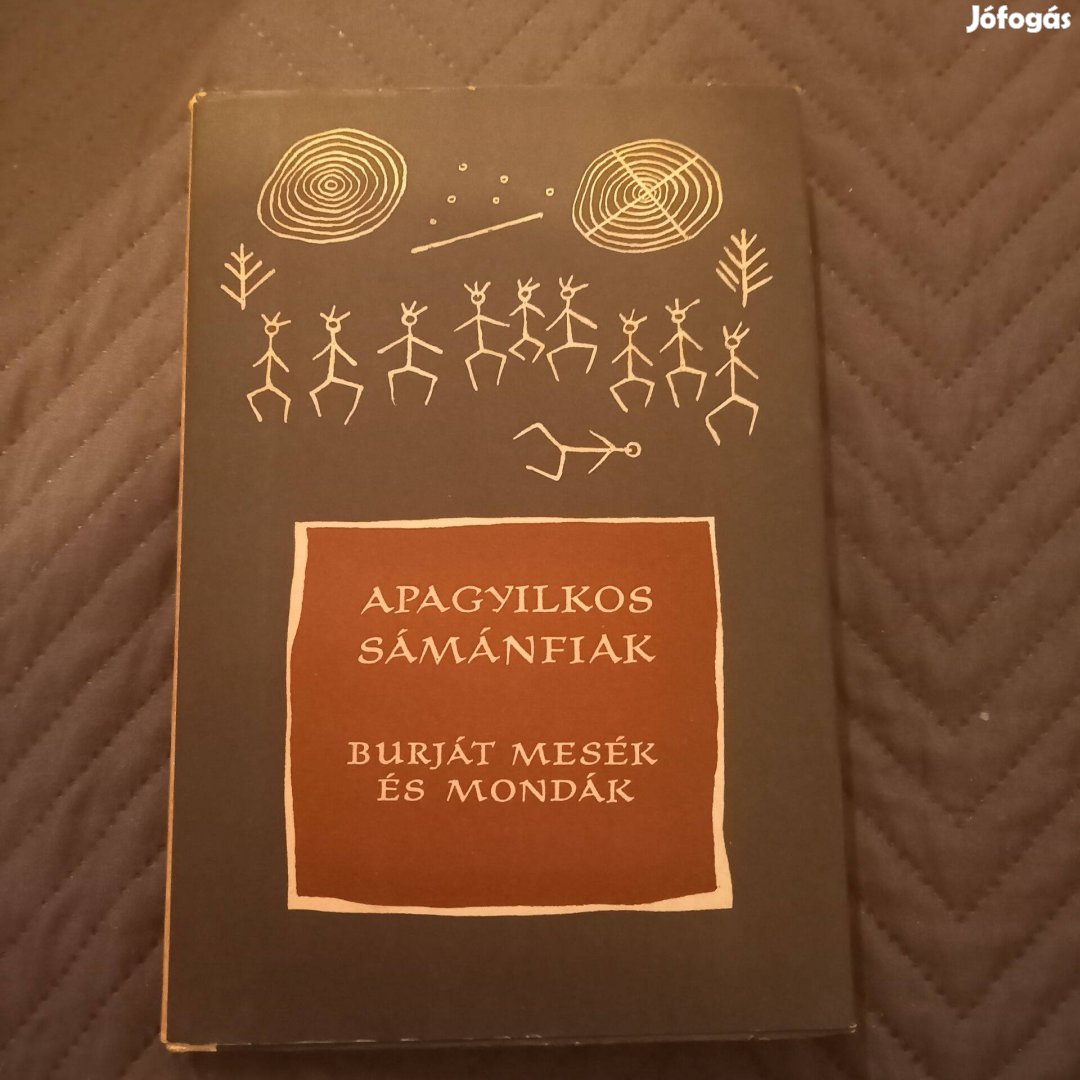 Jófogás
APAGYILKOS
SÁMÁNFIAK
BURJÁT MESÉK
ÉS MONDÁK